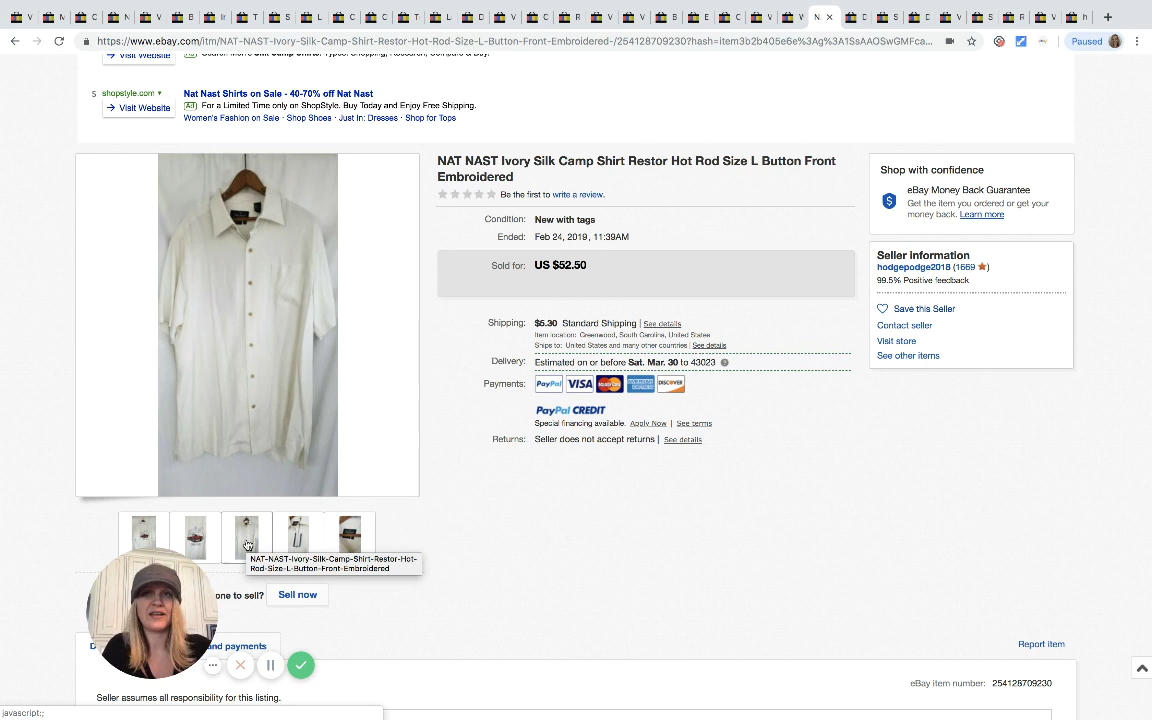 V
M
C
N
V
B
Ir
T
S
L
C
C
T
L
D
V
C
R
V
V
B
E
C
V
V
N.
D
S
D
V
S
R
V
h
https://www.ebay.com/itm/NAT-NAST-Ivory-Silk-Camp-Shirt-Restor-Hot-Rod-Size-L-Button-Front-Embroidered-/254128709230?hash=item3b2b405e6e%3Ag%3A1SsAAOSwGMFca...
Paused
Visit Website
S shopstyle.com
Nat Nast Shirts on Sale - 40-70% off Nat Nast
Visit Website
Ad For a Limited Time only on ShopStyle. Buy Today and Enjoy Free Shipping.
Women's Fashion on Sale · Shop Shoes · Just In: Dresses · Shop for Tops
NAT NAST Ivory Silk Camp Shirt Restor Hot Rod Size L Button Front
Embroidered
Be the first to write a review.
Condition: New with tags
Ended: Feb 24, 2019 , 11:39AM
Sold for: US $52.50
Shipping: $5.30 Standard Shipping | See details
Item location: Greenwood, South Carolina, United States
Ships to: United States and many other countries | See details
Delivery: Estimated on or before Sat. Mar. 30 to 43023
Payments: PayPal VISA MasterCard AMERICAN EXPRESS DISCOVER
PayPal CREDIT
Special financing available. Apply Now | See terms
Returns: Seller does not accept returns | See details
Shop with confidence
eBay Money Back Guarantee
Get the item you ordered or get your
money back. Learn more
Seller information
hodgepodge2018 (1669)
99.5% Positive feedback
Save this Seller
Contact seller
Visit store
See other items
NAT-NAST-Ivory-Silk-Camp-Shirt-Restor-Hot-
Rod-Size-L-Button-Front-Embroidered
one to sell? Sell now
D
and payments
Report item
eBay item number: 254128709230
Seller assumes all responsibility for this listing.
javascript:;